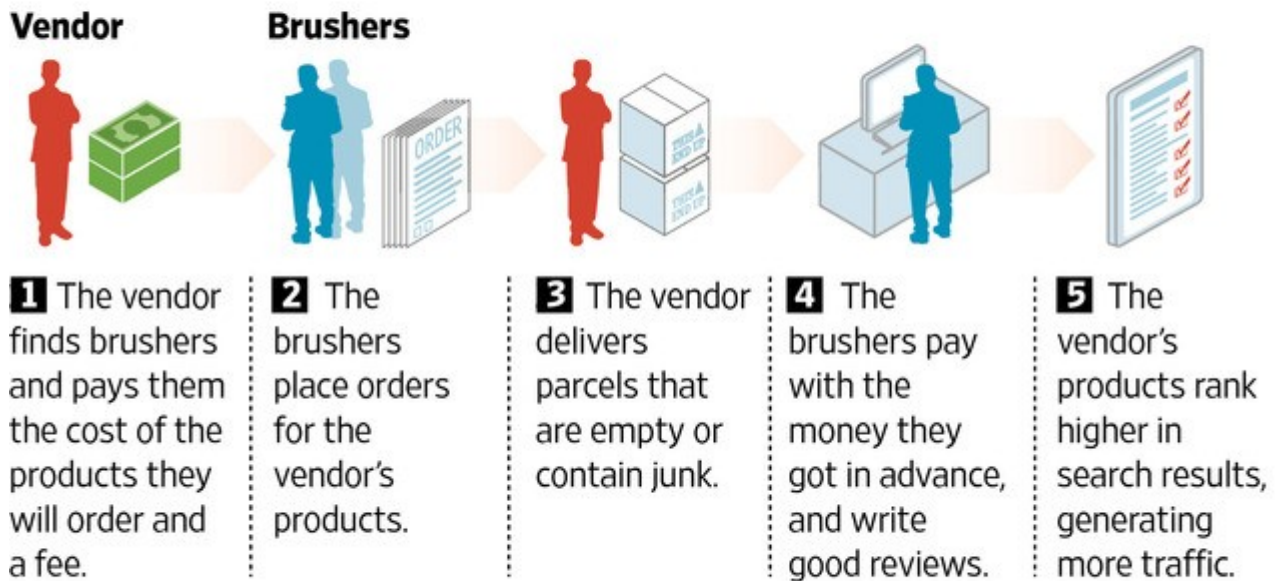 Vendor
Brushers
ORDER
THIS
END UP
THIS
END UP
1 The vendor
finds brushers
and pays them
the cost of the
products they
will order and
a fee.
2 The
brushers
place orders
for the
vendor’s
products.
3 The vendor
delivers
parcels that
are empty or
contain junk.
4 The
brushers pay
with the
money they
got in advance,
and write
good reviews.
5 The
vendor’s
products rank
higher in
search results,
generating
more traffic.